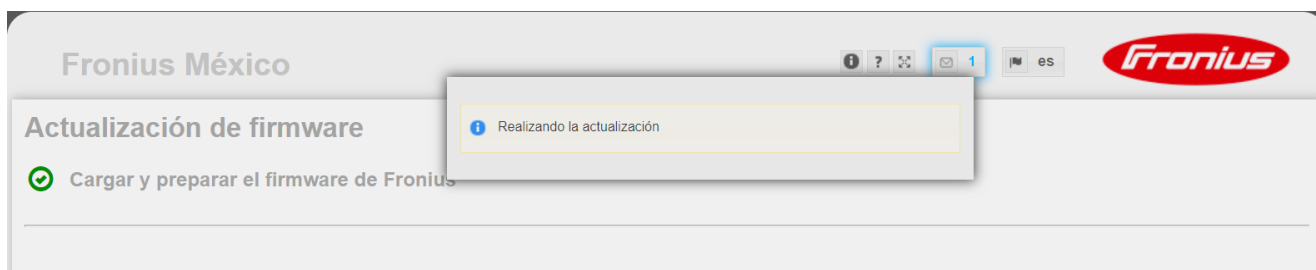 Fronius México
? 1 es
Fronius
Actualización de firmware
Realizando la actualización
Cargar y preparar el firmware de Fronius